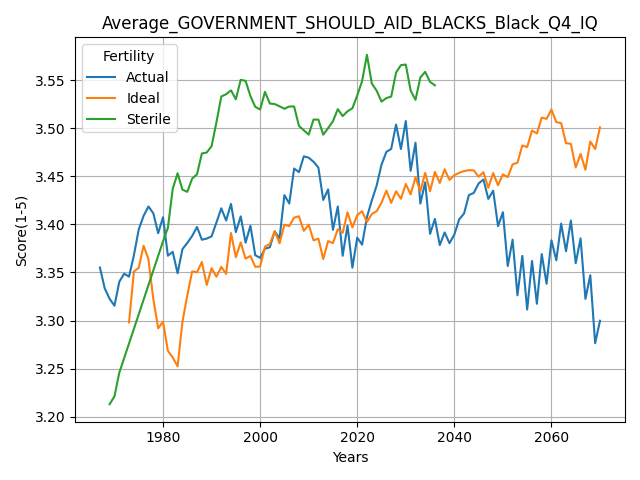 Average_GOVERNMENT_SHOULD_AID_BLACKS_Black_Q4_IQ
Fertility
Actual
Ideal
Sterile
Score(1-5)
3.55
3.50
3.45
3.40
3.35
3.30
3.25
3.20
1980 2000 2020 2040 2060
Years